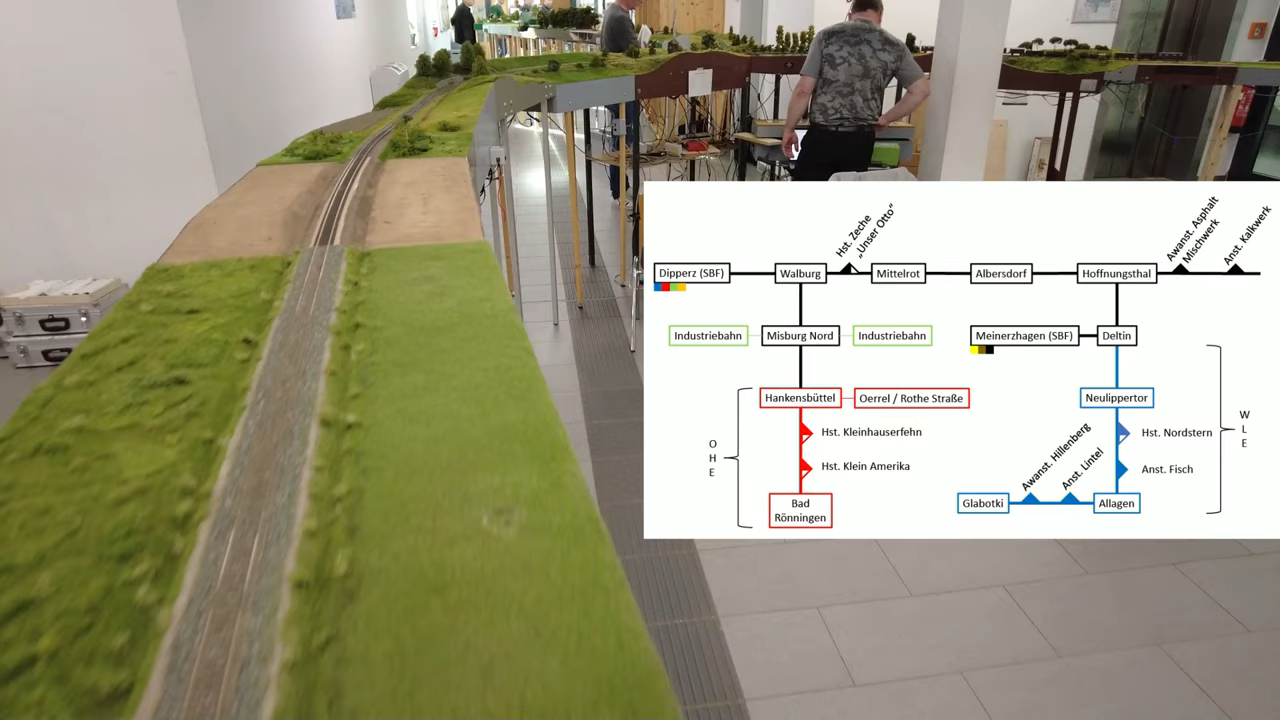 Hst. Zeche
„Unser Otto“
Awanst. Asphalt
Mischwerk
Anst. Kalkwerk
Dipperz (SBF)
Walburg
Mittelrot
Albersdorf
Hoffnungsthal
Industriebahn
Misburg Nord
Industriebahn
Meinerzhagen (SBF)
Deltin
Hankensbüttel
Oerrel / Rothe Straße
Neulippertor
O
H
E
Hst. Kleinhauserfehn
Hst. Klein Amerika
Bad
Rönningen
Hst. Nordstern
Anst. Fisch
W
L
E
Awanst. Hillenberg
Anst. Lintel
Glabotki
Allagen